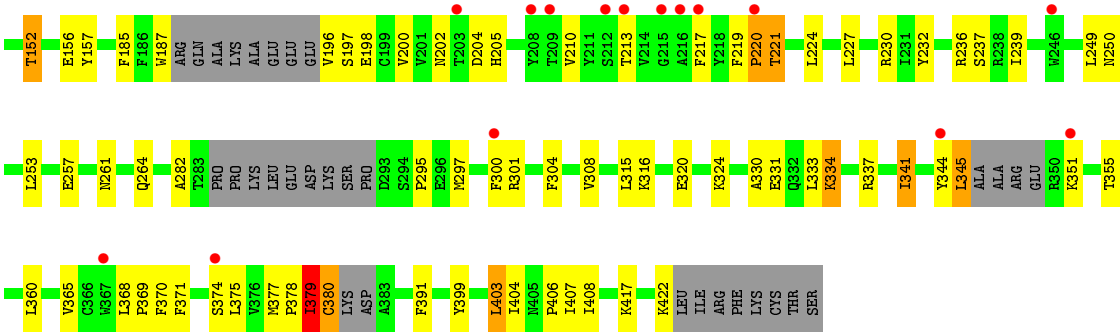 T152 E156 Y157 F185 F186 W187 ARG GLN ALA LYS ALA GLU GLU GLU V196 S197 E198 C199 V200 V201 N202 T203 D204 H205 Y208 T209 V210 Y211 S212 T213 V214 G215 A216 F217 Y218 F219 P220 T221 L224 L227 R230 I231 Y232 R236 S237 R238 I239 W246 L249 N250
L253 E257 N261 Q264 A282 T283 PRO PRO LYS LEU GLU ASP LYS SER PRO D293 S294 P295 E296 M297 F300 R301 F304 V308 L315 K316 E320 K324 A330 E331 Q332 L333 K334 R337 I341 Y344 L345 ALA ALA ARG GLU R350 K351 T355
L360 V365 C366 W367 L368 P369 F370 F371 S374 L375 V376 M377 P378 I379 C380 LYS ASP A383 F391 Y399 L403 I404 N405 P406 I407 I408 K417 K422 LEU ILE ARG PHE LYS CYS THR SER